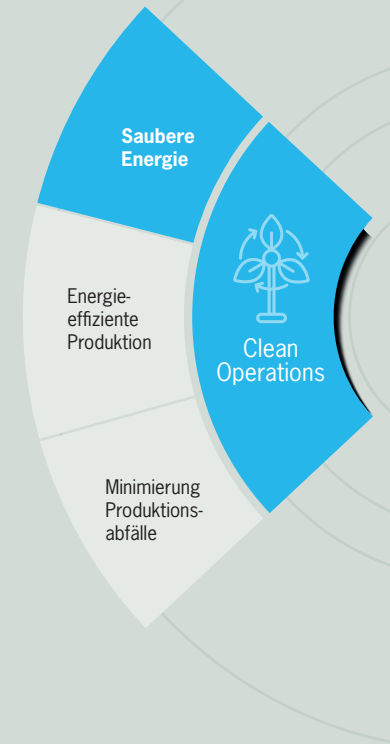 Saubere
Energie
Energie-
effiziente
Produktion
Clean
Operations
Minimierung
Produktions-
abfälle